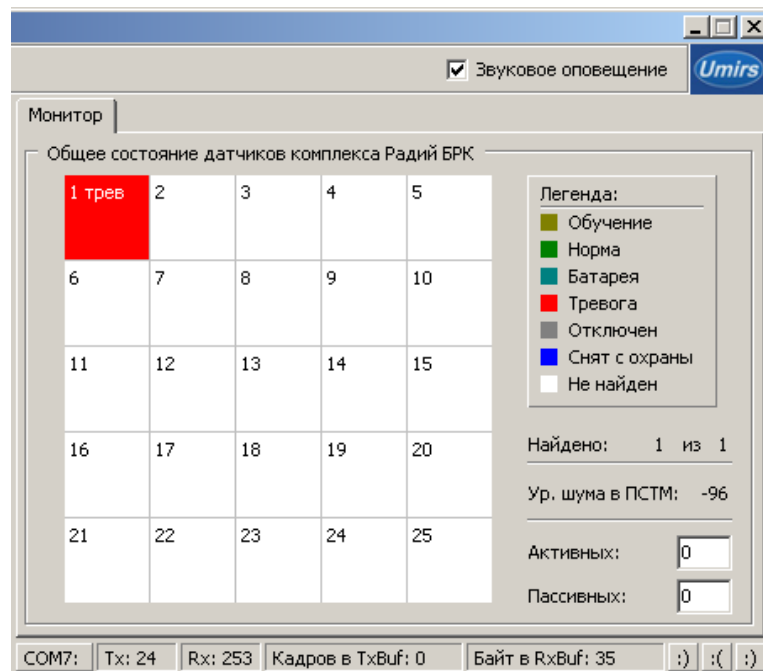 Звуковое оповещение Umirs
Монитор
Общее состояние датчиков комплекса Радий БРК
1 трев 2 3 4 5
6 7 8 9 10
11 12 13 14 15
16 17 18 19 20
21 22 23 24 25
Легенда:
Обучение
Норма
Батарея
Тревога
Отключен
Снят с охраны
Не найден
Найдено: 1 из 1
Ур. шума в ПСТМ: -96
Активных: 0
Пассивных: 0
COM7: Tx: 24 Rx: 253 Кадров в TxBuf: 0 Байт в RxBuf: 35 :) :( :)